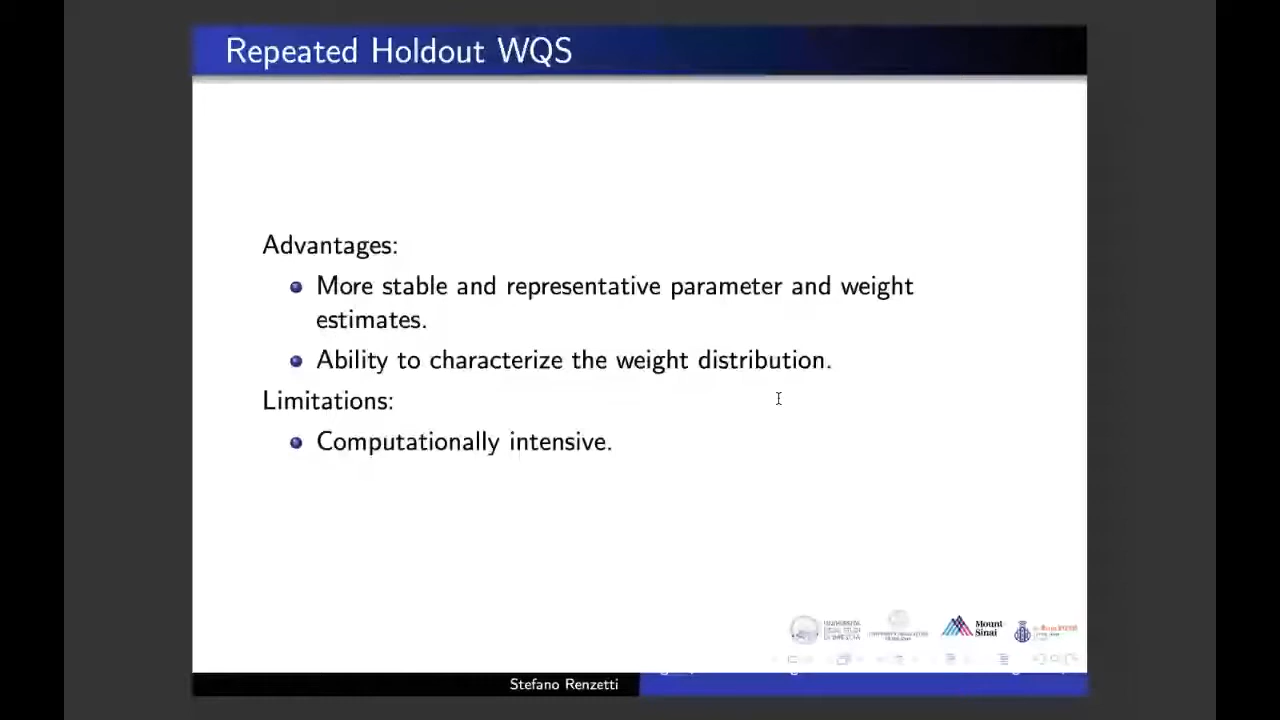 Repeated Holdout WQS
Advantages:
More stable and representative parameter and weight
estimates.
Ability to characterize the weight distribution.
Limitations:
Computationally intensive.
Mount
Sinai
Stefano Renzetti